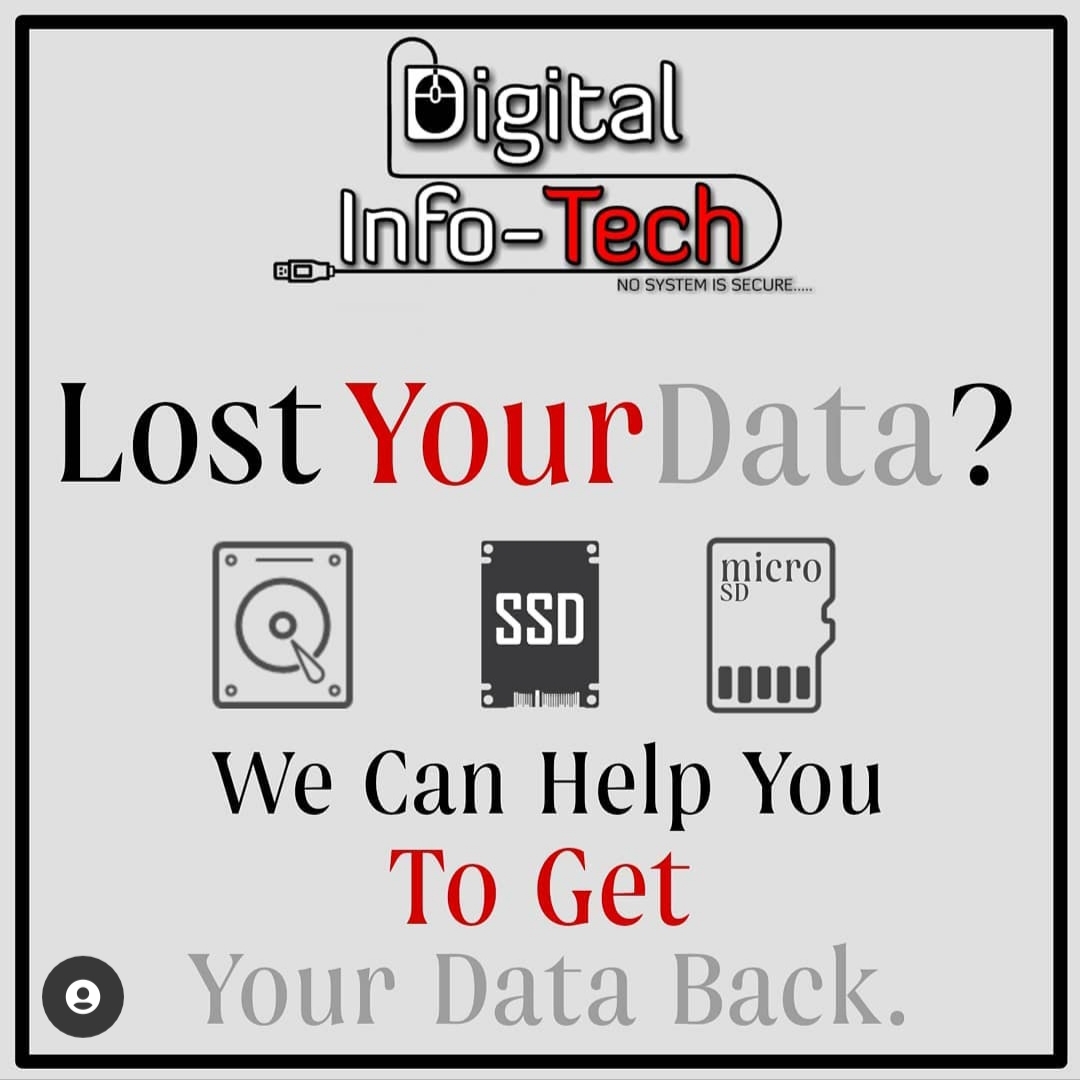 Digital
Info-Tech
NO SYSTEM IS SECURE.....
Lost Your Data?
SSD
micro
SD
We Can Help You
To Get
Your Data Back.